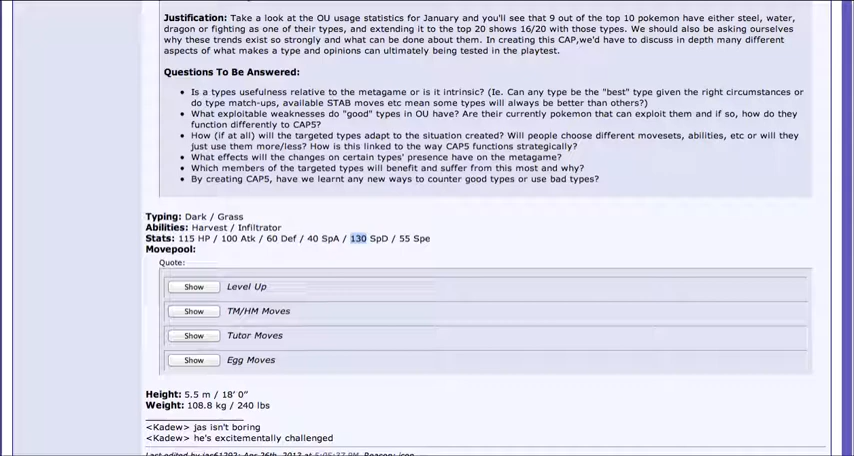 Justification: Take a look at the OU usage statistics for January and you'll see that 9 out of the top 10 pokemon have either steel, water,
dragon or fighting as one of their types, and extending it to the top 20 shows 16/20 with those types. We should also be asking ourselves
why these trends exist so strongly and what can be done about them. In creating this CAP,we'd have to discuss in depth many different
aspects of what makes a type and opinions can ultimately being tested in the playtest.
Questions To Be Answered:
• Is a types usefulness relative to the metagame or is it intrinsic? (Ie. Can any type be the "best" type given the right circumstances or
do type match-ups, available STAB moves etc mean some types will always be better than others?)
• What exploitable weaknesses do "good" types in OU have? Are their currently pokemon that can exploit them and if so, how do they
function differently to CAP5?
• How (if at all) will the targeted types adapt to the situation created? Will people choose different movesets, abilities, etc or will they
just use them more/less? How is this linked to the way CAP5 functions strategically?
• What effects will the changes on certain types' presence have on the metagame?
• Which members of the targeted types will benefit and suffer from this most and why?
• By creating CAP5, have we learnt any new ways to counter good types or use bad types?
Typing: Dark / Grass
Abilities: Harvest / Infiltrator
Stats: 115 HP / 100 Atk / 60 Def / 40 SpA / 130 SpD / 55 Spe
Movepool:
Quote:
Show Level Up
Show TM/HM Moves
Show Tutor Moves
Show Egg Moves
Height: 5.5 m / 18' 0"
Weight: 108.8 kg / 240 lbs
<Kadew> jas isn't boring
<Kadew> he's excitementally challenged
Last edited by jas61292; Apr 26th, 2013 at 5:05:37 PM. Reason: icon